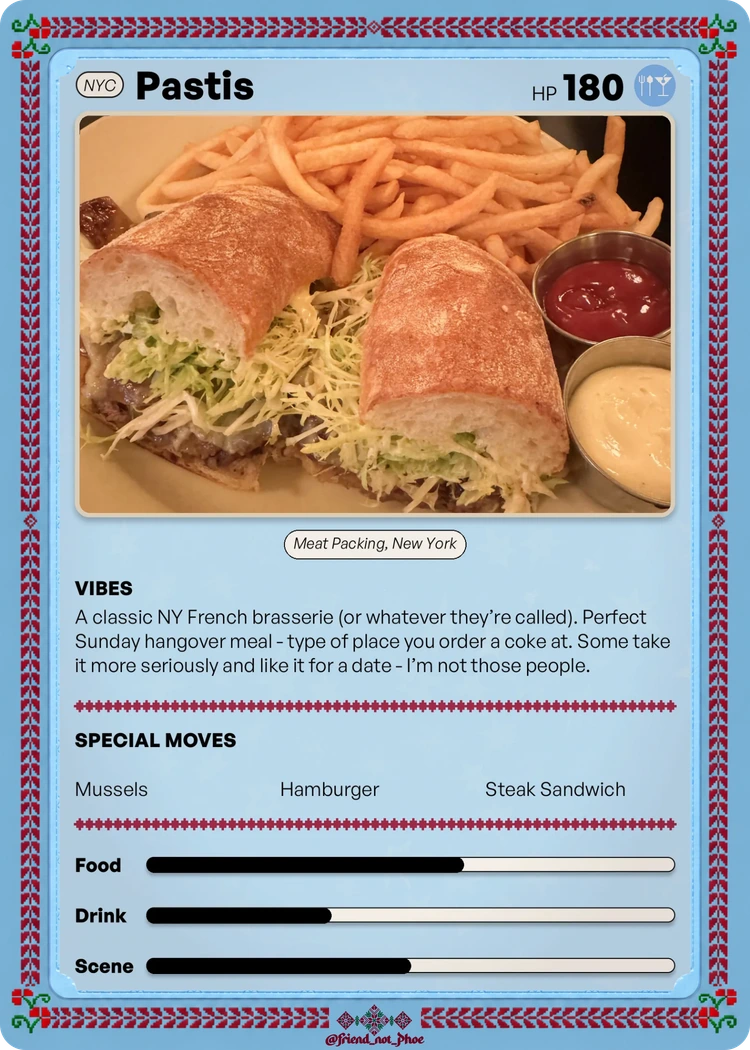 NYC Pastis HP 180
Meat Packing, New York
VIBES
A classic NY French brasserie (or whatever they’re called). Perfect
Sunday hangover meal - type of place you order a coke at. Some take
it more seriously and like it for a date - I’m not those people.
SPECIAL MOVES
Mussels Hamburger Steak Sandwich
Food
Drink
Scene
@friend_not_Phoe